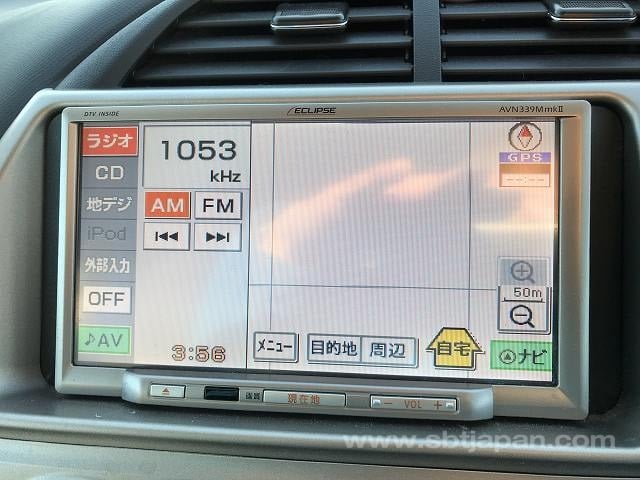 DTV INSIDE
ECLIPSE
AVN339MmkII
ラジオ
1053
kHz
GPS
--:--
CD
地デジ
AM
FM
iPod
外部入力
OFF
50m
♪AV
3:56
メニュー
目的地
周辺
自宅
ナビ
画質
現在地
− VOL +
www.sbtjapan.com